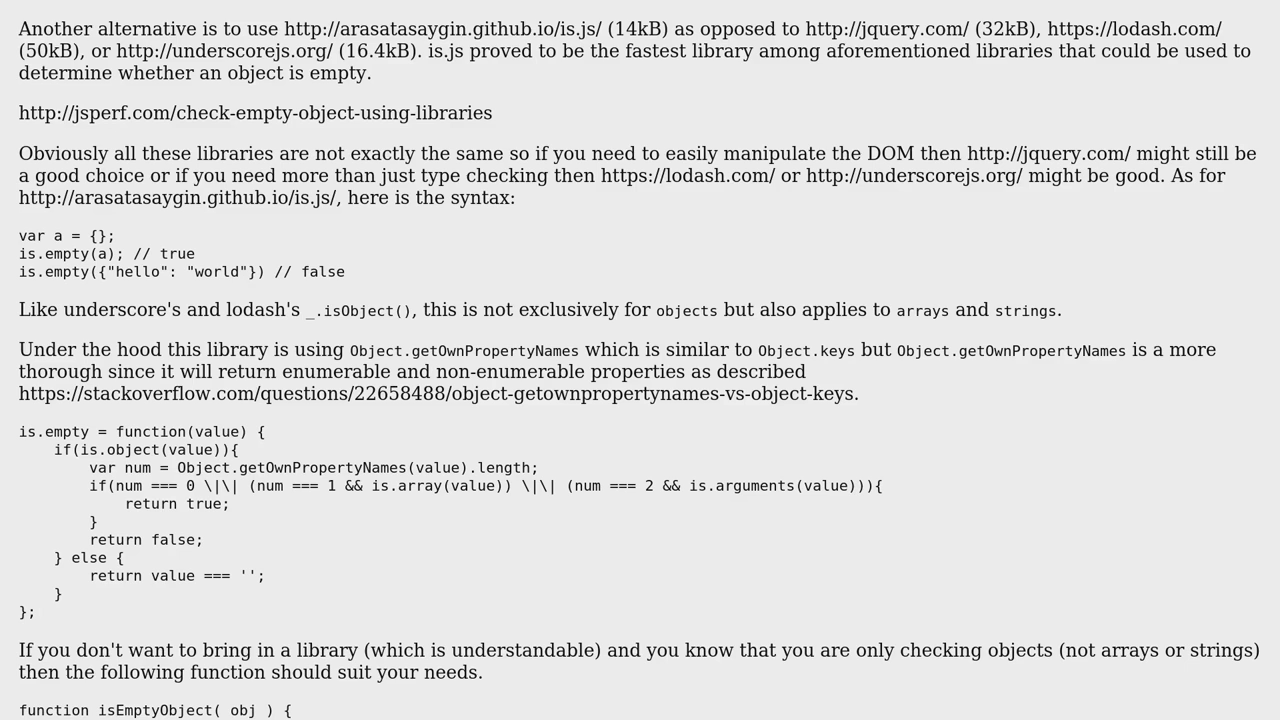 Another alternative is to use http://arasatasaygin.github.io/is.js/ (14kB) as opposed to http://jquery.com/ (32kB), https://lodash.com/
(50kB), or http://underscorejs.org/ (16.4kB). is.js proved to be the fastest library among aforementioned libraries that could be used to
determine whether an object is empty.
http://jsperf.com/check-empty-object-using-libraries
Obviously all these libraries are not exactly the same so if you need to easily manipulate the DOM then http://jquery.com/ might still be
a good choice or if you need more than just type checking then https://lodash.com/ or http://underscorejs.org/ might be good. As for
http://arasatasaygin.github.io/is.js/, here is the syntax:
var a = {};
is.empty(a); // true
is.empty({"hello": "world"}) // false
Like underscore's and lodash's _.isObject(), this is not exclusively for objects but also applies to arrays and strings.
Under the hood this library is using Object.getOwnPropertyNames which is similar to Object.keys but Object.getOwnPropertyNames is a more
thorough since it will return enumerable and non-enumerable properties as described
https://stackoverflow.com/questions/22658488/object-getownpropertynames-vs-object-keys.
is.empty = function(value) {
    if(is.object(value)){
        var num = Object.getOwnPropertyNames(value).length;
        if(num === 0 \|\| (num === 1 && is.array(value)) \|\| (num === 2 && is.arguments(value))){
            return true;
        }
        return false;
    } else {
        return value === '';
    }
};
If you don't want to bring in a library (which is understandable) and you know that you are only checking objects (not arrays or strings)
then the following function should suit your needs.
function isEmptyObject( obj ) {